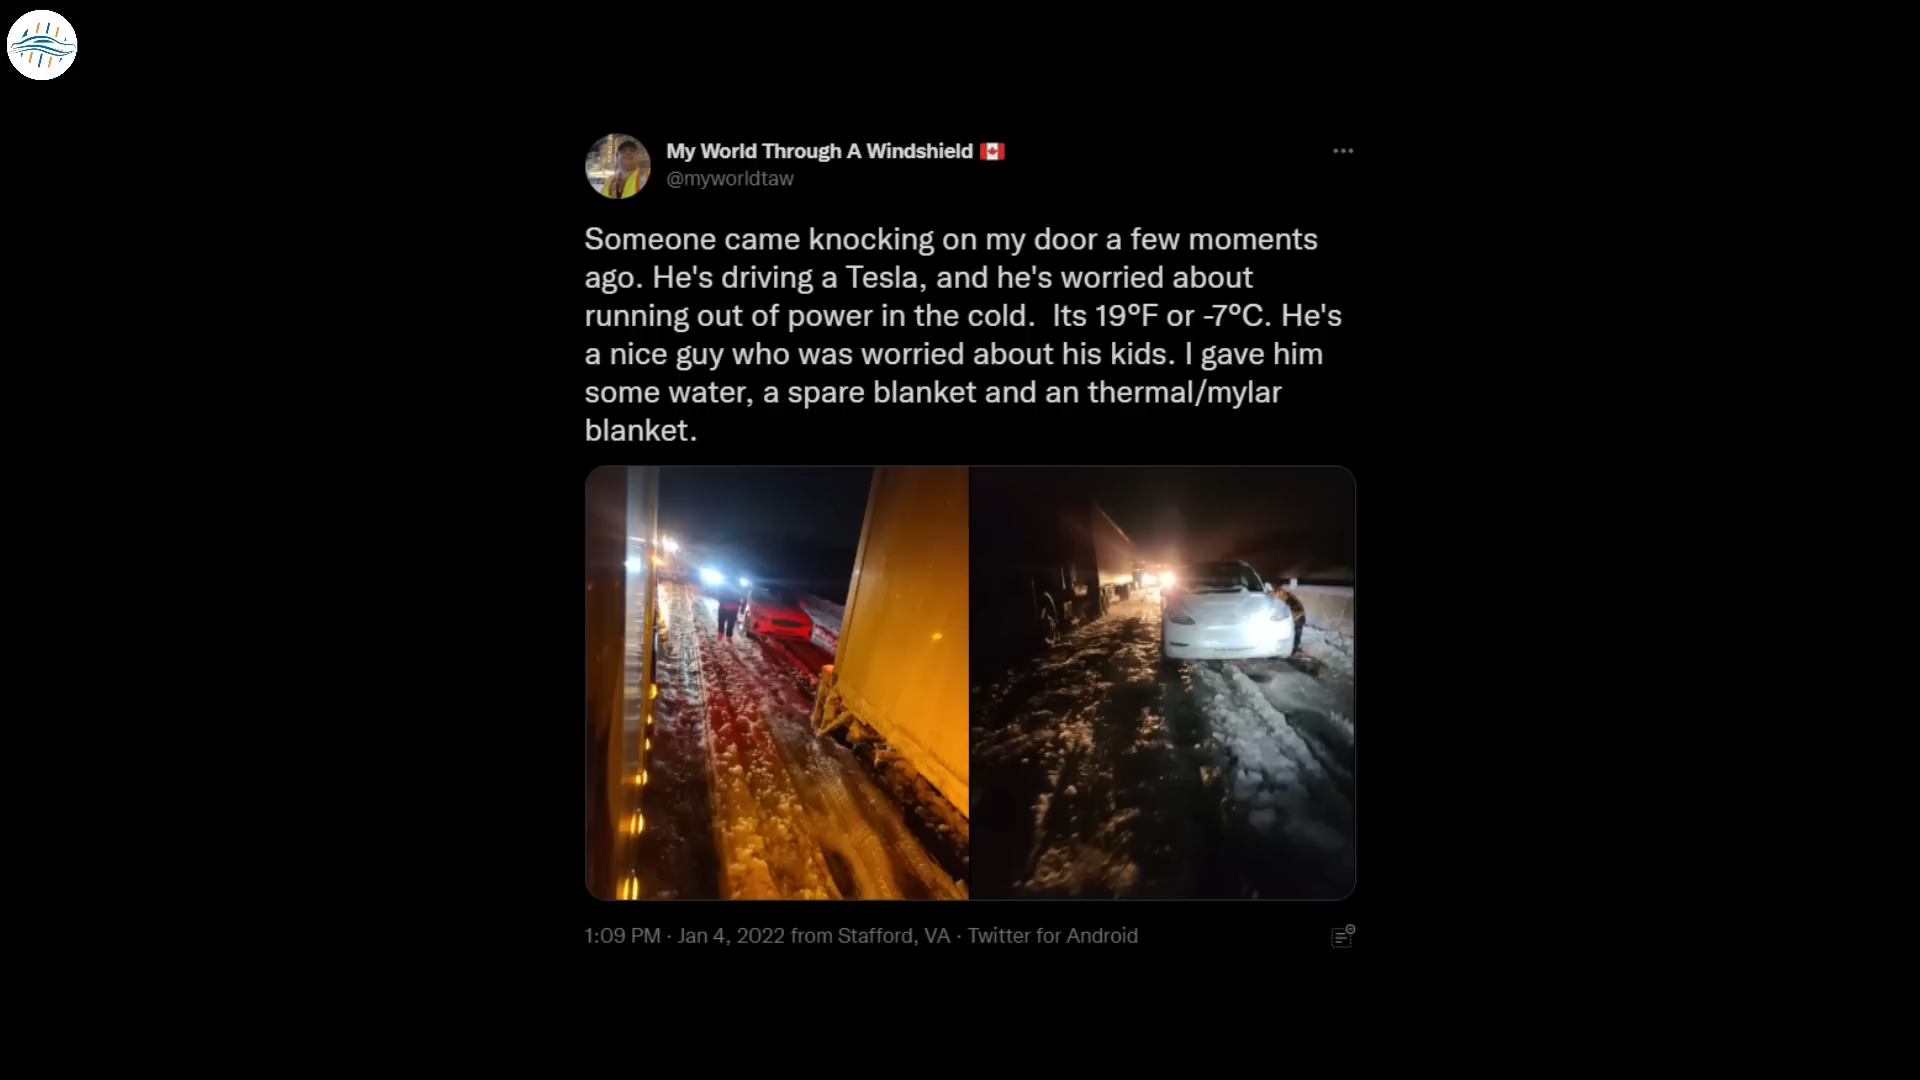 My World Through A Windshield 🇨🇦
@myworldtaw
Someone came knocking on my door a few moments
ago. He's driving a Tesla, and he's worried about
running out of power in the cold.  Its 19°F or -7°C. He's
a nice guy who was worried about his kids. I gave him
some water, a spare blanket and an thermal/mylar
blanket.
1:09 PM · Jan 4, 2022 from Stafford, VA · Twitter for Android